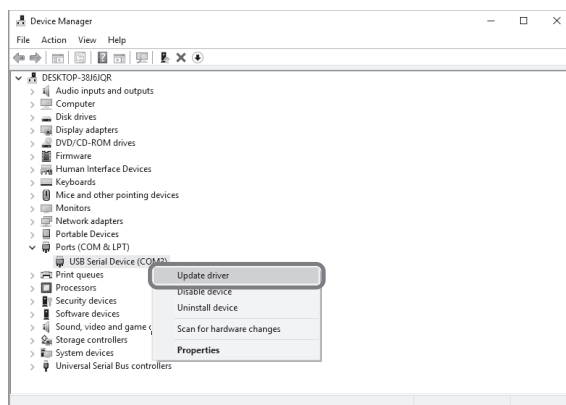 Device Manager
File Action View Help
DESKTOP-38J6JQR
Audio inputs and outputs
Computer
Disk drives
Display adapters
DVD/CD-ROM drives
Firmware
Human Interface Devices
Keyboards
Mice and other pointing devices
Monitors
Network adapters
Portable Devices
Ports (COM & LPT)
USB Serial Device (COM3)
Print queues
Processors
Security devices
Software devices
Sound, video and game
Storage controllers
System devices
Universal Serial Bus controllers
Update driver
Disable device
Uninstall device
Scan for hardware changes
Properties